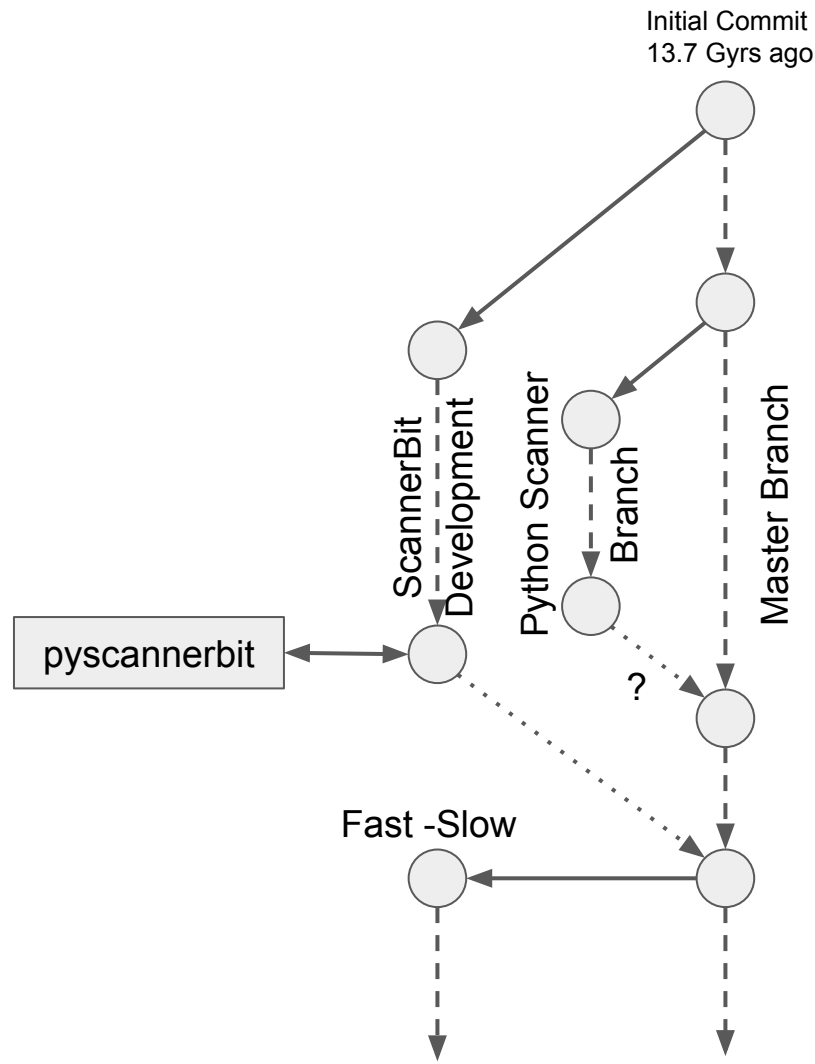 Initial Commit
13.7 Gyrs ago
ScannerBit
Development
Python Scanner
Branch
Master Branch
pyscannerbit
?
Fast -Slow